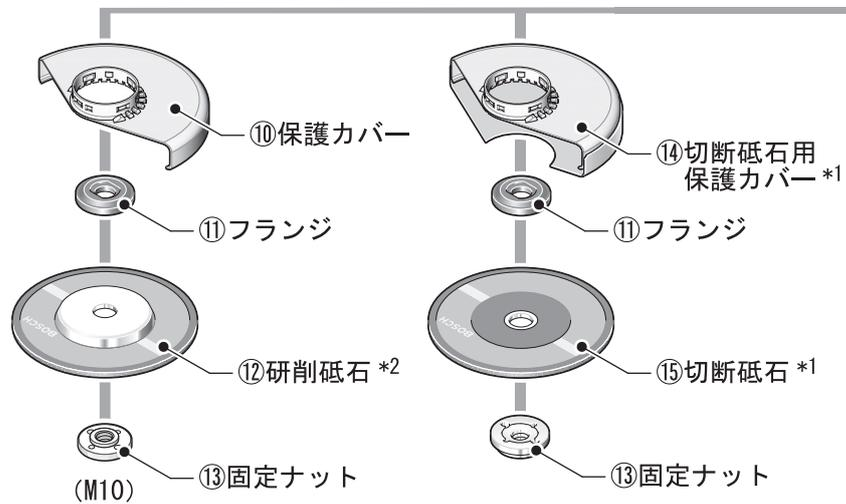 ⑩保護カバー
⑪フランジ
BOSCH
⑫研削砥石 *2
⑬固定ナット
(M10)
⑭切断砥石用
保護カバー*1
⑪フランジ
BOSCH
⑮切断砥石 *1
⑬固定ナット